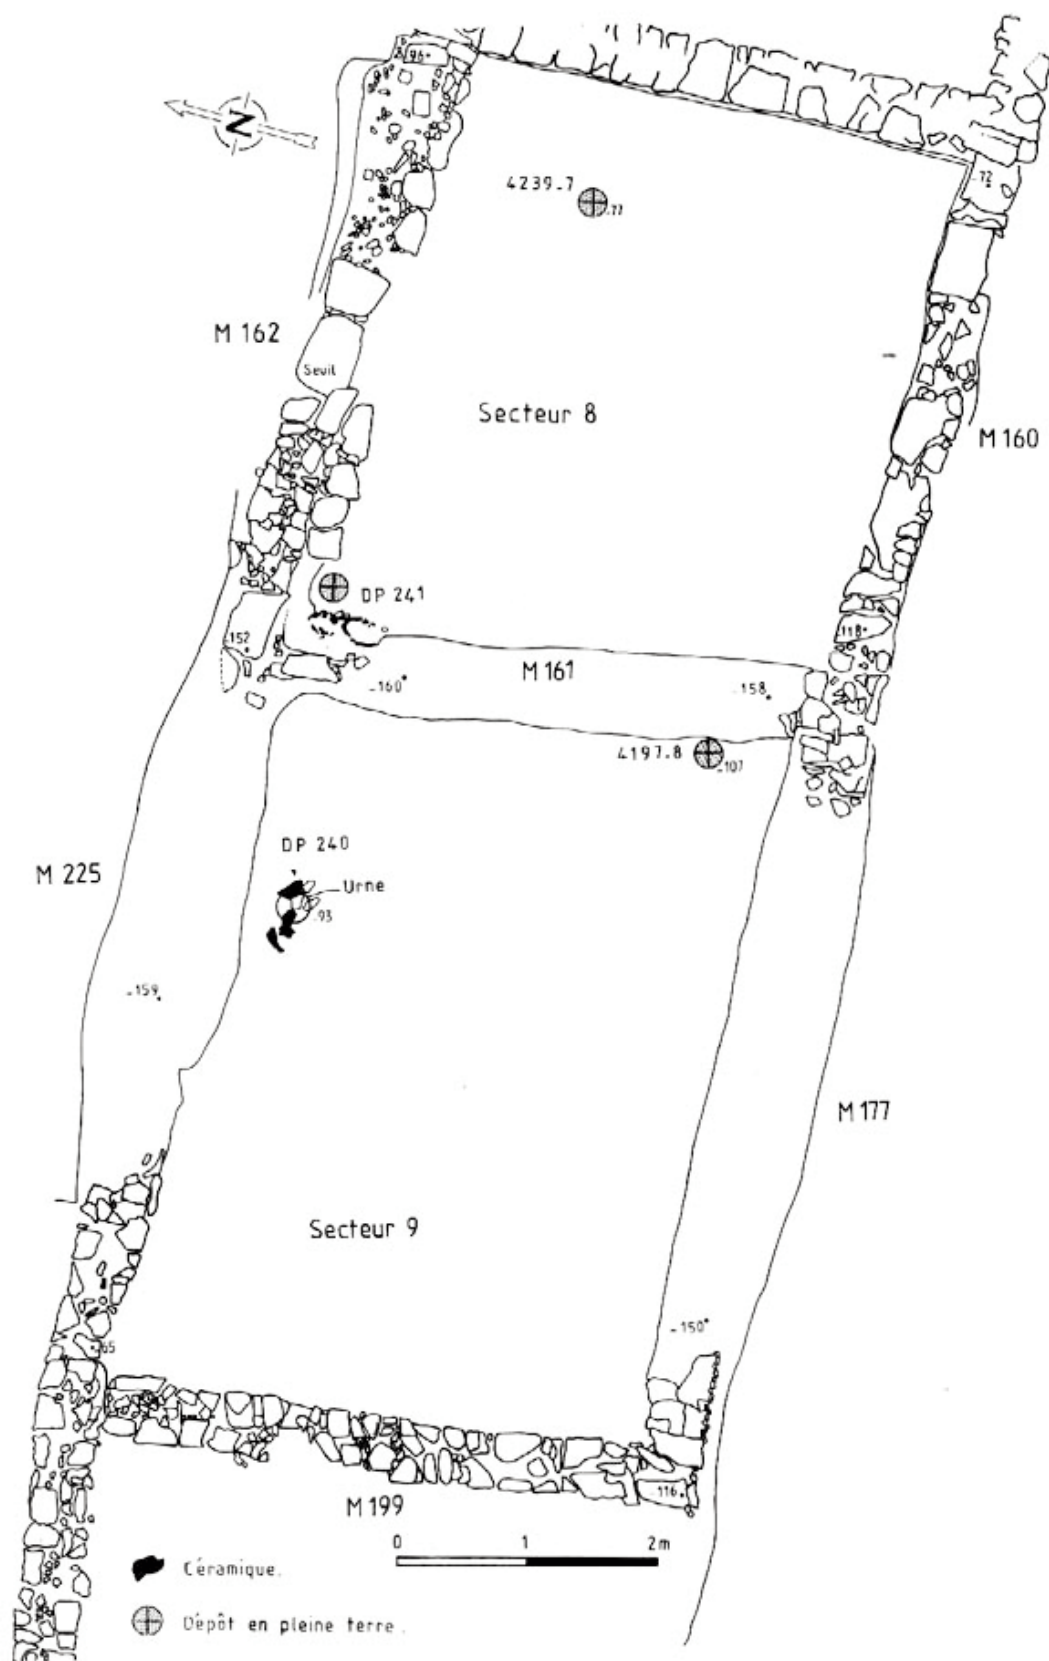 96
N
72
4239-7
77
M 162
Seuil
Secteur 8
M 160
DP 241
118
-152
M 161
-160
-158
4197.8
-107
DP 240
Urne
M 225
.93
-159
M 177
Secteur 9
-150
65
-116
M 199
0 1 2m
Céramique.
Dépôt en pleine terre.